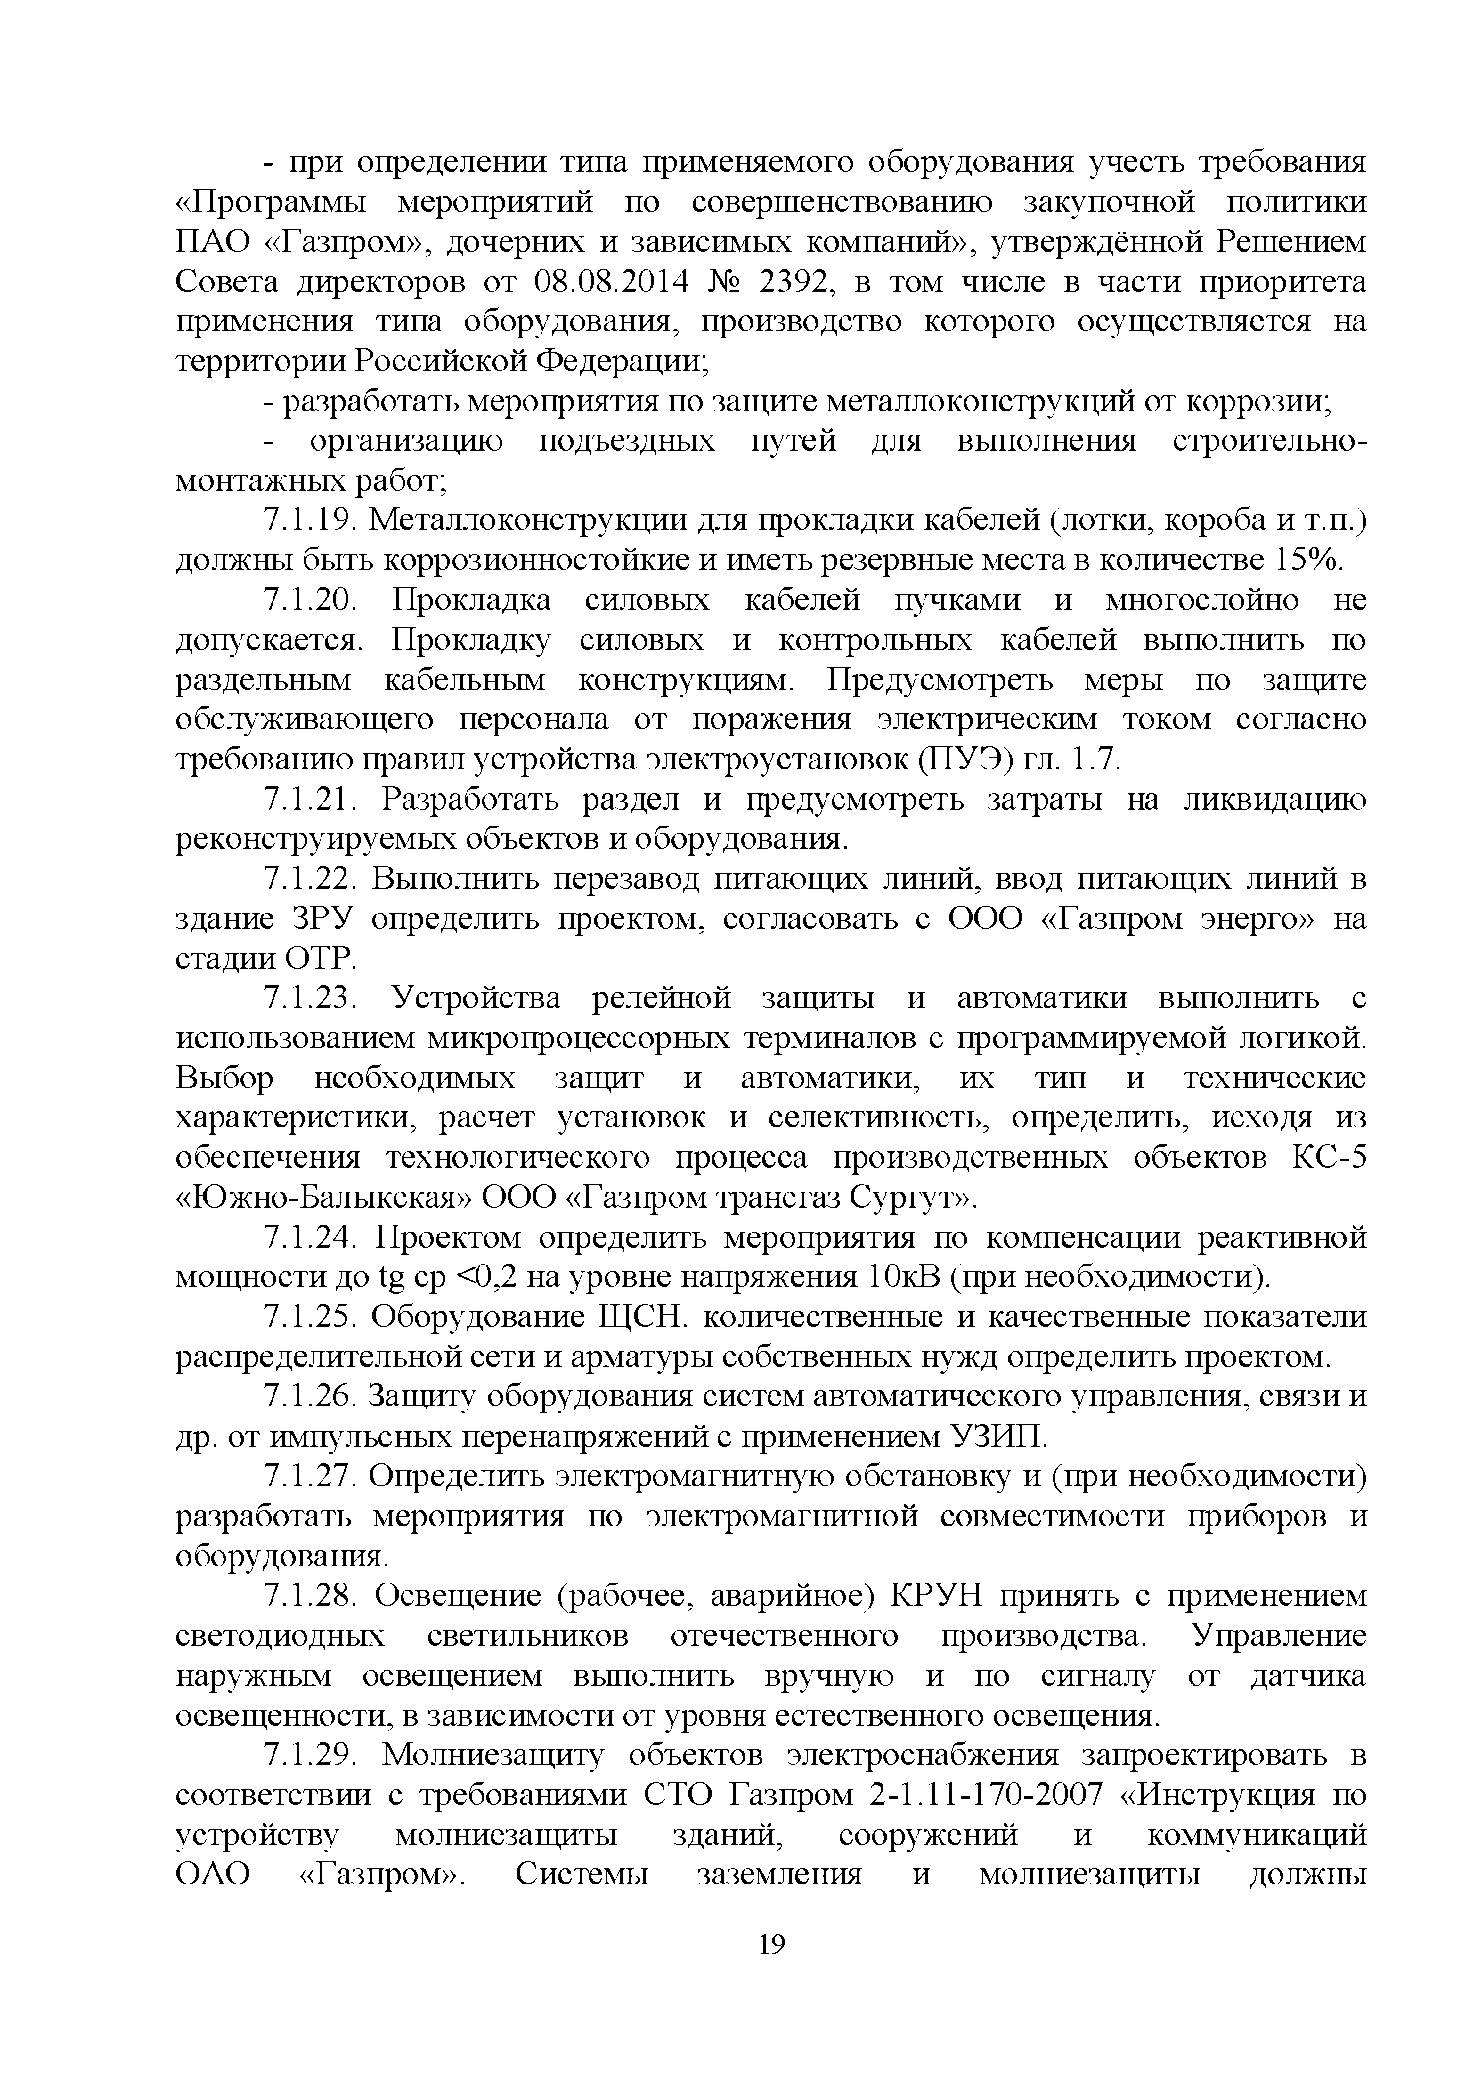 - при определении типа применяемого оборудования учесть требования
«Программы мероприятий по совершенствованию закупочной политики
ПАО «Газпром», дочерних и зависимых компаний», утверждённой Решением
Совета директоров от 08.08.2014 № 2392, в том числе в части приоритета
применения типа оборудования, производство которого осуществляется на
территории Российской Федерации;
- разработать мероприятия по защите металлоконструкций от коррозии;
- организацию подъездных путей для выполнения строительно-
монтажных работ;
7.1.19. Металлоконструкции для прокладки кабелей (лотки, короба и т.п.)
должны быть коррозионностойкие и иметь резервные места в количестве 15%.
7.1.20. Прокладка силовых кабелей пучками и многослойно не
допускается. Прокладку силовых и контрольных кабелей выполнить по
раздельным кабельным конструкциям. Предусмотреть меры по защите
обслуживающего персонала от поражения электрическим током согласно
требованию правил устройства электроустановок (ПУЭ) гл. 1.7.
7.1.21. Разработать раздел и предусмотреть затраты на ликвидацию
реконструируемых объектов и оборудования.
7.1.22. Выполнить перезавод питающих линий, ввод питающих линий в
здание ЗРУ определить проектом, согласовать с ООО «Газпром энерго» на
стадии ОТР.
7.1.23. Устройства релейной защиты и автоматики выполнить с
использованием микропроцессорных терминалов с программируемой логикой.
Выбор необходимых защит и автоматики, их тип и технические
характеристики, расчет установок и селективность, определить, исходя из
обеспечения технологического процесса производственных объектов КС-5
«Южно-Балыкская» ООО «Газпром трансгаз Сургут».
7.1.24. Проектом определить мероприятия по компенсации реактивной
мощности до tg ср <0,2 на уровне напряжения 10кВ (при необходимости).
7.1.25. Оборудование ЩСН. количественные и качественные показатели
распределительной сети и арматуры собственных нужд определить проектом.
7.1.26. Защиту оборудования систем автоматического управления, связи и
др. от импульсных перенапряжений с применением УЗИП.
7.1.27. Определить электромагнитную обстановку и (при необходимости)
разработать мероприятия по электромагнитной совместимости приборов и
оборудования.
7.1.28. Освещение (рабочее, аварийное) КРУН принять с применением
светодиодных светильников отечественного производства. Управление
наружным освещением выполнить вручную и по сигналу от датчика
освещенности, в зависимости от уровня естественного освещения.
7.1.29. Молниезащиту объектов электроснабжения запроектировать в
соответствии с требованиями СТО Газпром 2-1.11-170-2007 «Инструкция по
устройству молниезащиты зданий, сооружений и коммуникаций
ОАО «Газпром». Системы заземления и молниезащиты должны
19